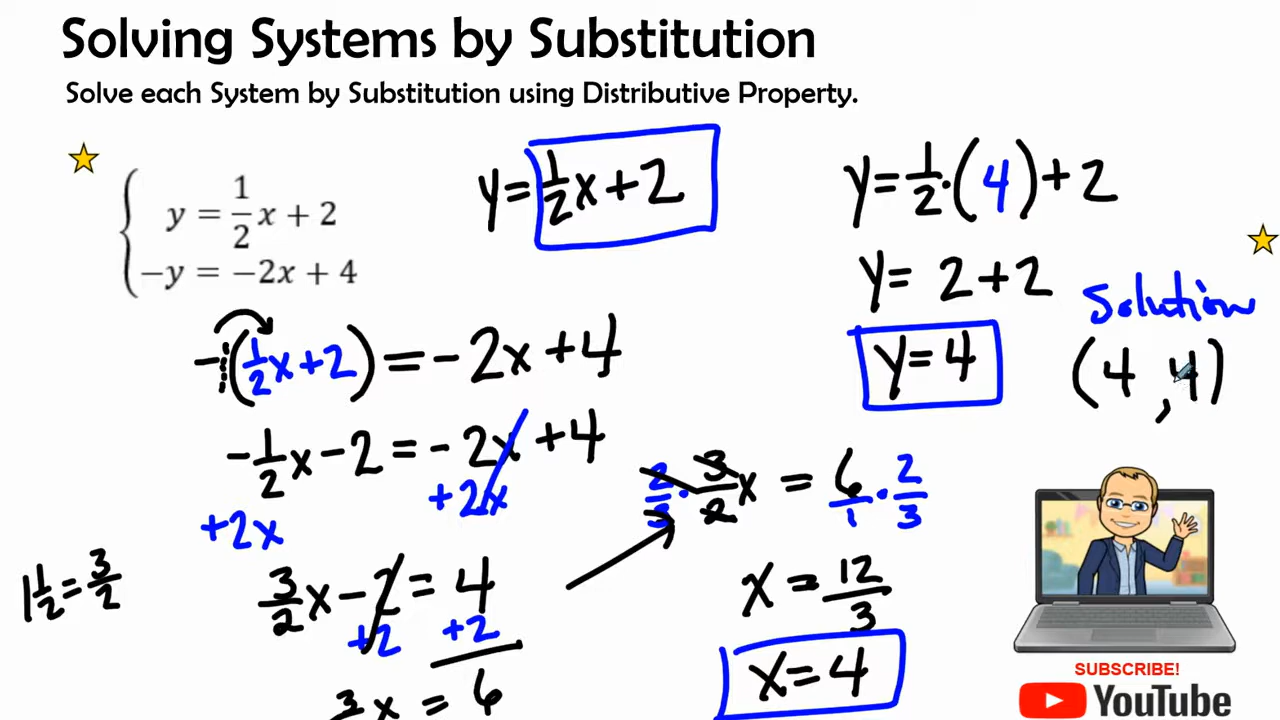 Solving Systems by Substitution
Solve each System by Substitution using Distributive Property.
y = 1/2 x + 2
-y = -2x + 4
-(1/2 x + 2) = -2x + 4
-1/2 x - 2 = -2x + 4
+2x +2x
1 1/2 = 3/2
3/2 x - 2 = 4
+2 +2
3/2 x = 6
y = 1/2 x + 2
2/3 · 3/2 x = 6/1 · 2/3
x = 12/3
x = 4
y = 1/2 · (4) + 2
y = 2 + 2
y = 4
Solution
(4, 4)
SUBSCRIBE!
YouTube